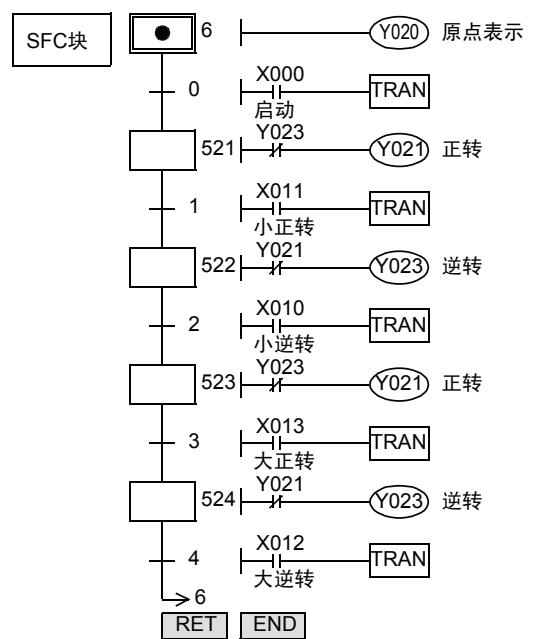 SFC块
6 Y020 原点表示
X000
0 TRAN
启动
Y023
521 Y021 正转
X011
1 TRAN
小正转
Y021
522 Y023 逆转
X010
2 TRAN
小逆转
Y023
523 Y021 正转
X013
3 TRAN
大正转
Y021
524 Y023 逆转
X012
4 TRAN
大逆转
6
RET END